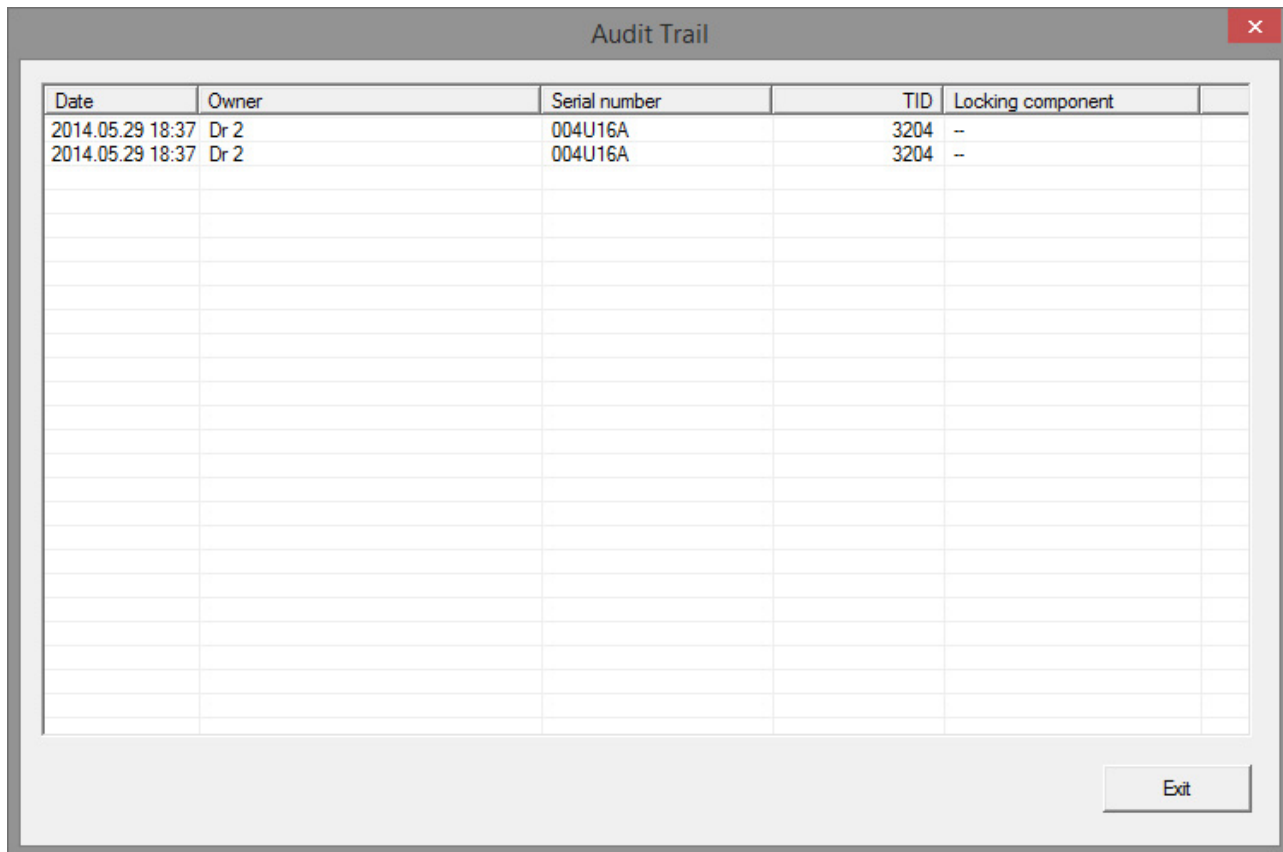 Audit Trail
Date Owner Serial number TID Locking component
2014.05.29 18:37 Dr 2 004U16A 3204 --
2014.05.29 18:37 Dr 2 004U16A 3204 --
Exit